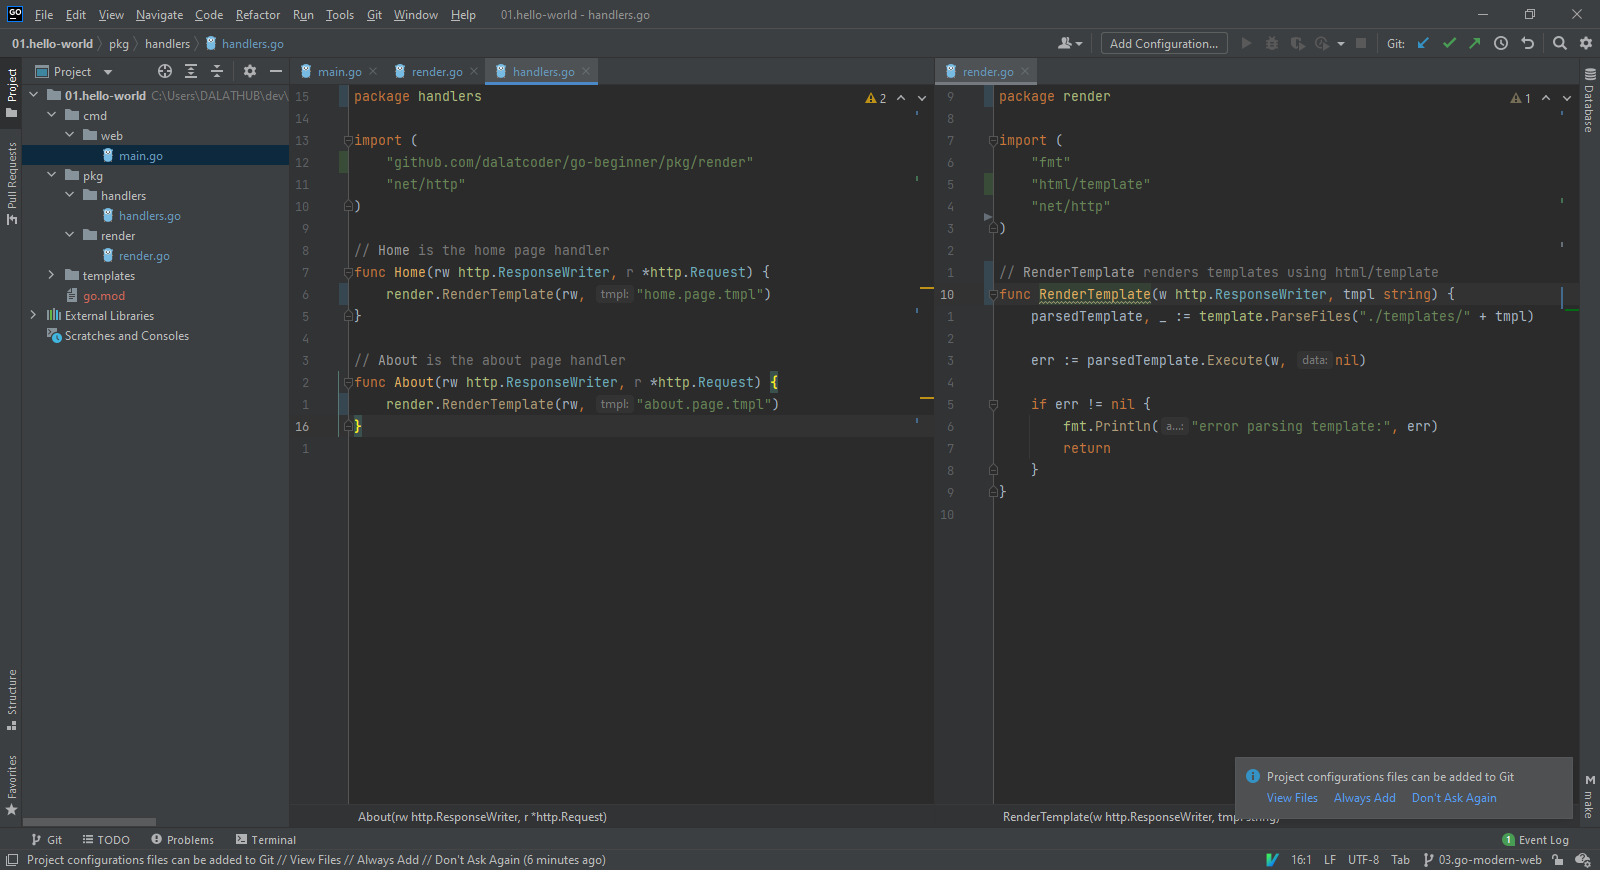 GO File Edit View Navigate Code Refactor Run Tools Git Window Help 01.hello-world - handlers.go
01.hello-world pkg handlers handlers.go Add Configuration... Git:
Project
Pull Requests
Structure
Favorites
Project
01.hello-world C:\Users\DALATHUB\dev\
cmd
web
main.go
pkg
handlers
handlers.go
render
render.go
templates
go.mod
External Libraries
Scratches and Consoles
main.go render.go handlers.go
15 package handlers
2
14
13 import (
12 "github.com/dalatcoder/go-beginner/pkg/render"
11 "net/http"
10 )
9
8 // Home is the home page handler
7 func Home(rw http.ResponseWriter, r *http.Request) {
6 render.RenderTemplate(rw, tmpl: "home.page.tmpl")
5 }
4
3 // About is the about page handler
2 func About(rw http.ResponseWriter, r *http.Request) {
1 render.RenderTemplate(rw, tmpl: "about.page.tmpl")
16 }
1
About(rw http.ResponseWriter, r *http.Request)
render.go
9 package render
1
8
7 import (
6 "fmt"
5 "html/template"
4 "net/http"
3 )
2
1 // RenderTemplate renders templates using html/template
10 func RenderTemplate(w http.ResponseWriter, tmpl string) {
1 parsedTemplate, _ := template.ParseFiles("./templates/" + tmpl)
2
3 err := parsedTemplate.Execute(w, data: nil)
4
5 if err != nil {
6 fmt.Println( a...: "error parsing template:", err)
7 return
8 }
9 }
10
Project configurations files can be added to Git
View Files Always Add Don't Ask Again
RenderTemplate(w http.ResponseWriter, tmpl string)
Database
make
Git TODO Problems Terminal 1 Event Log
Project configurations files can be added to Git // View Files // Always Add // Don't Ask Again (6 minutes ago) 16:1 LF UTF-8 Tab 03.go-modern-web